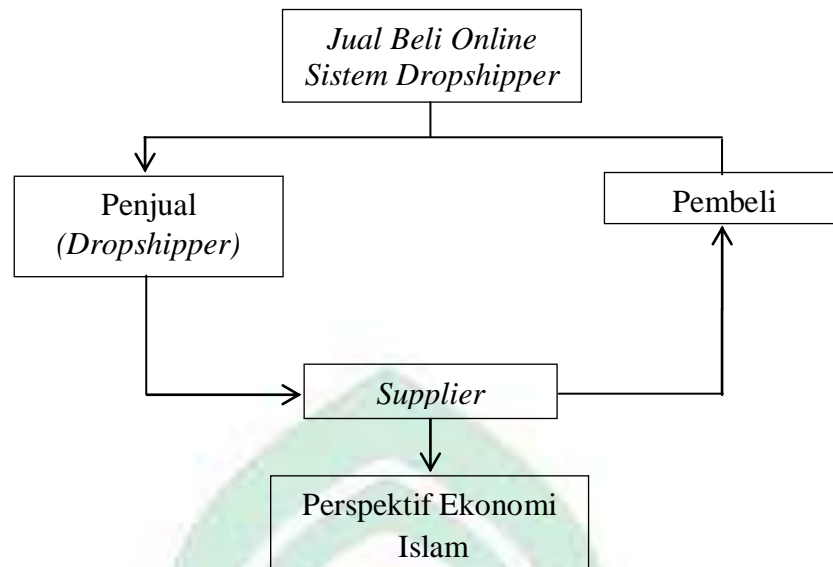 Jual Beli Online
Sistem Dropshipper
Penjual
(Dropshipper)
Pembeli
Supplier
Perspektif Ekonomi
Islam